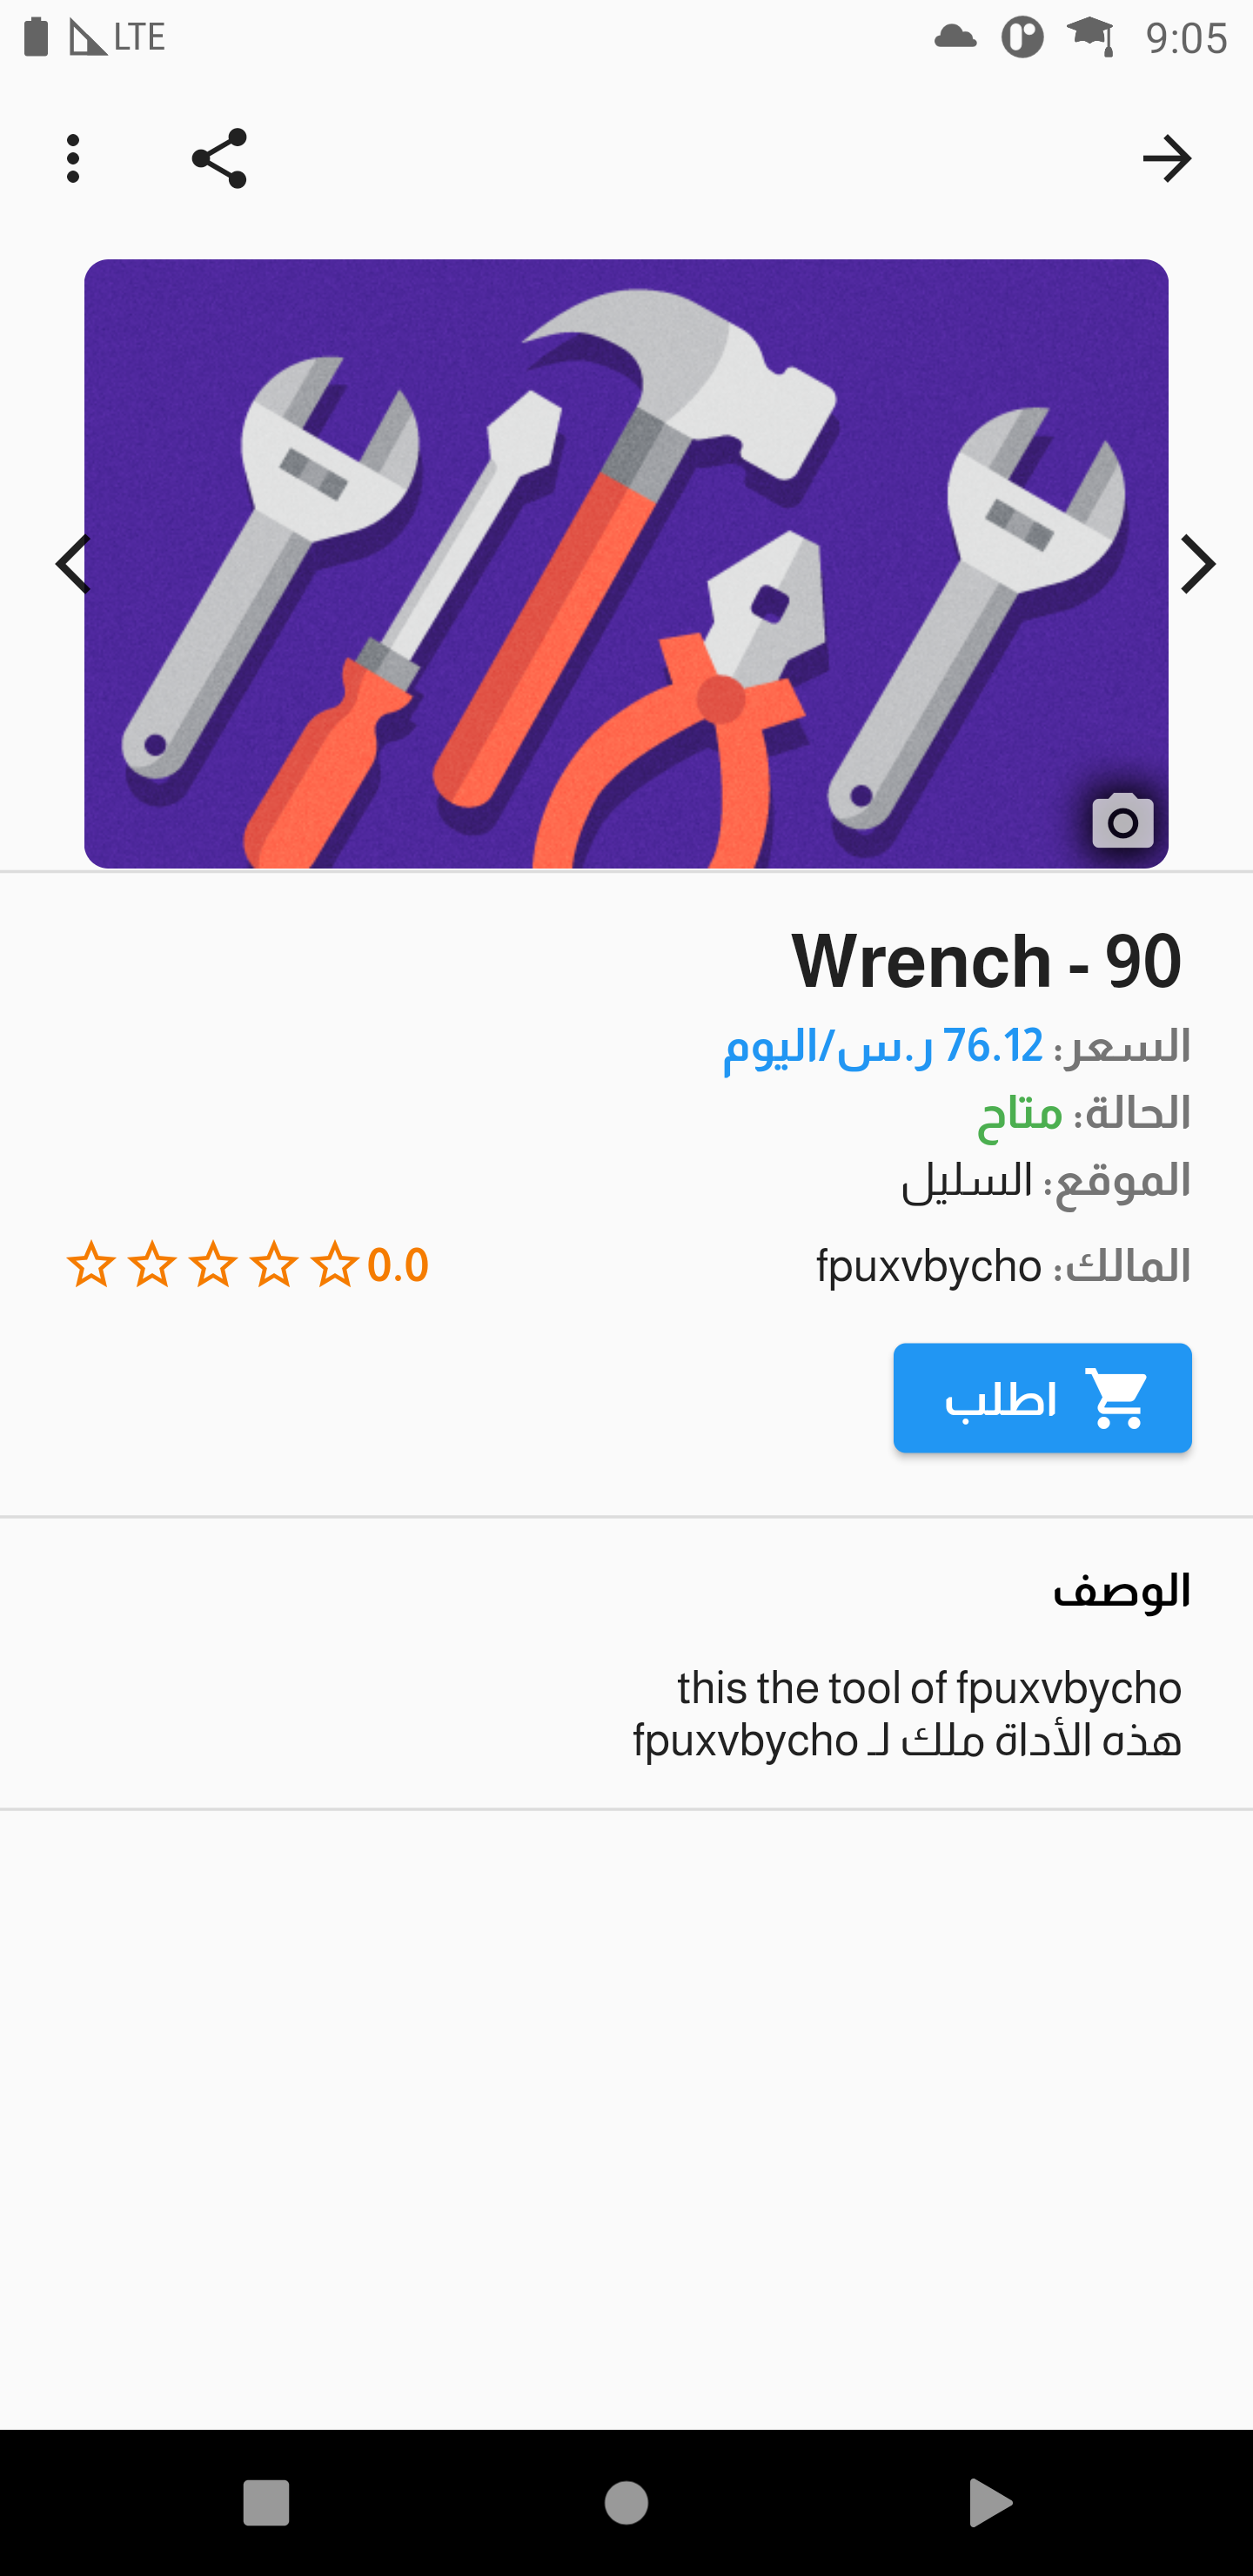 LTE
9:05
Wrench - 90
السعر: 76.12 ر.س/اليوم
الحالة: متاح
الموقع: السليل
المالك: fpuxvbycho
0.0
اطلب
الوصف
this the tool of fpuxvbycho
هذه الأداة ملك لـ fpuxvbycho